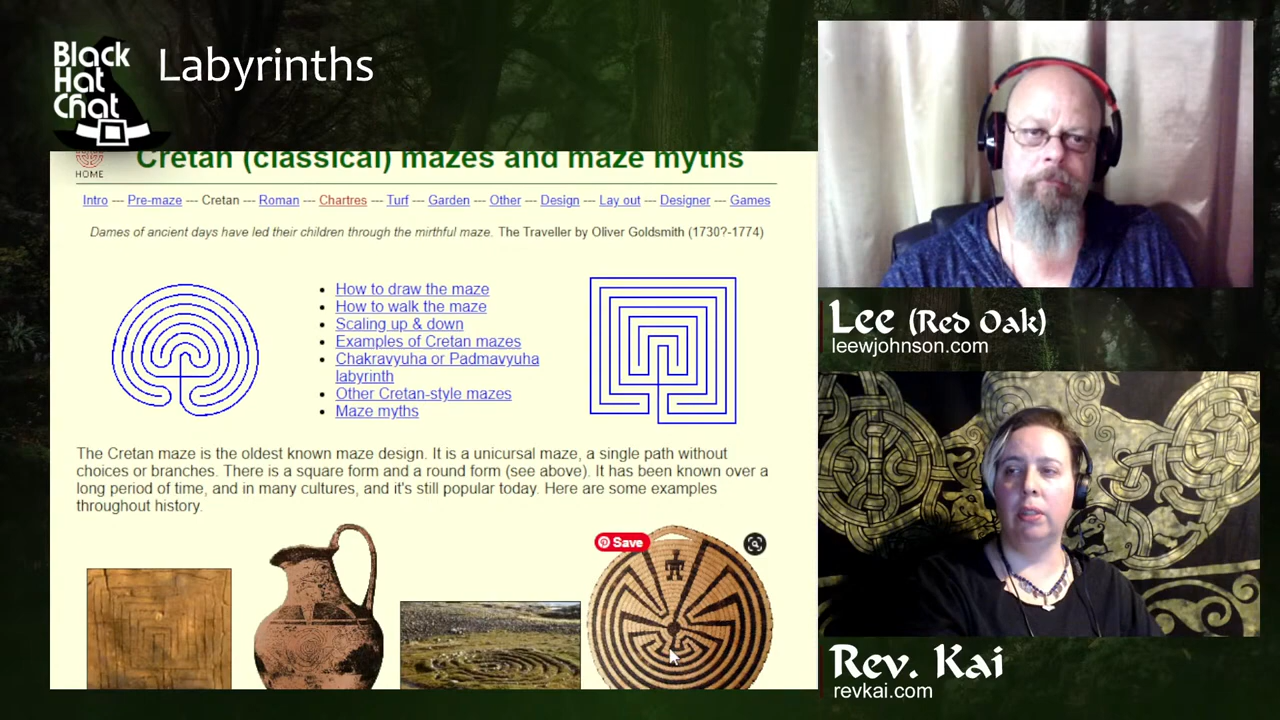 Black
Hat
Chat
Labyrinths
Cretan (classical) mazes and maze myths
HOME
Intro --- Pre-maze --- Cretan --- Roman --- Chartres --- Turf --- Garden --- Other --- Design --- Lay out --- Designer --- Games
Dames of ancient days have led their children through the mirthful maze. The Traveller by Oliver Goldsmith (1730?-1774)
How to draw the maze
How to walk the maze
Scaling up & down
Examples of Cretan mazes
Chakravyuha or Padmavyuha
labyrinth
Other Cretan-style mazes
Maze myths
The Cretan maze is the oldest known maze design. It is unicursal maze, a single path without
choices or branches. There is a square form and a round form (see above). It has been known over a
long period of time, and in many cultures, and it's still popular today. Here are some examples
throughout history.
Save
Lee (Red Oak)
leewjohnson.com
Rev. Kai
revkai.com